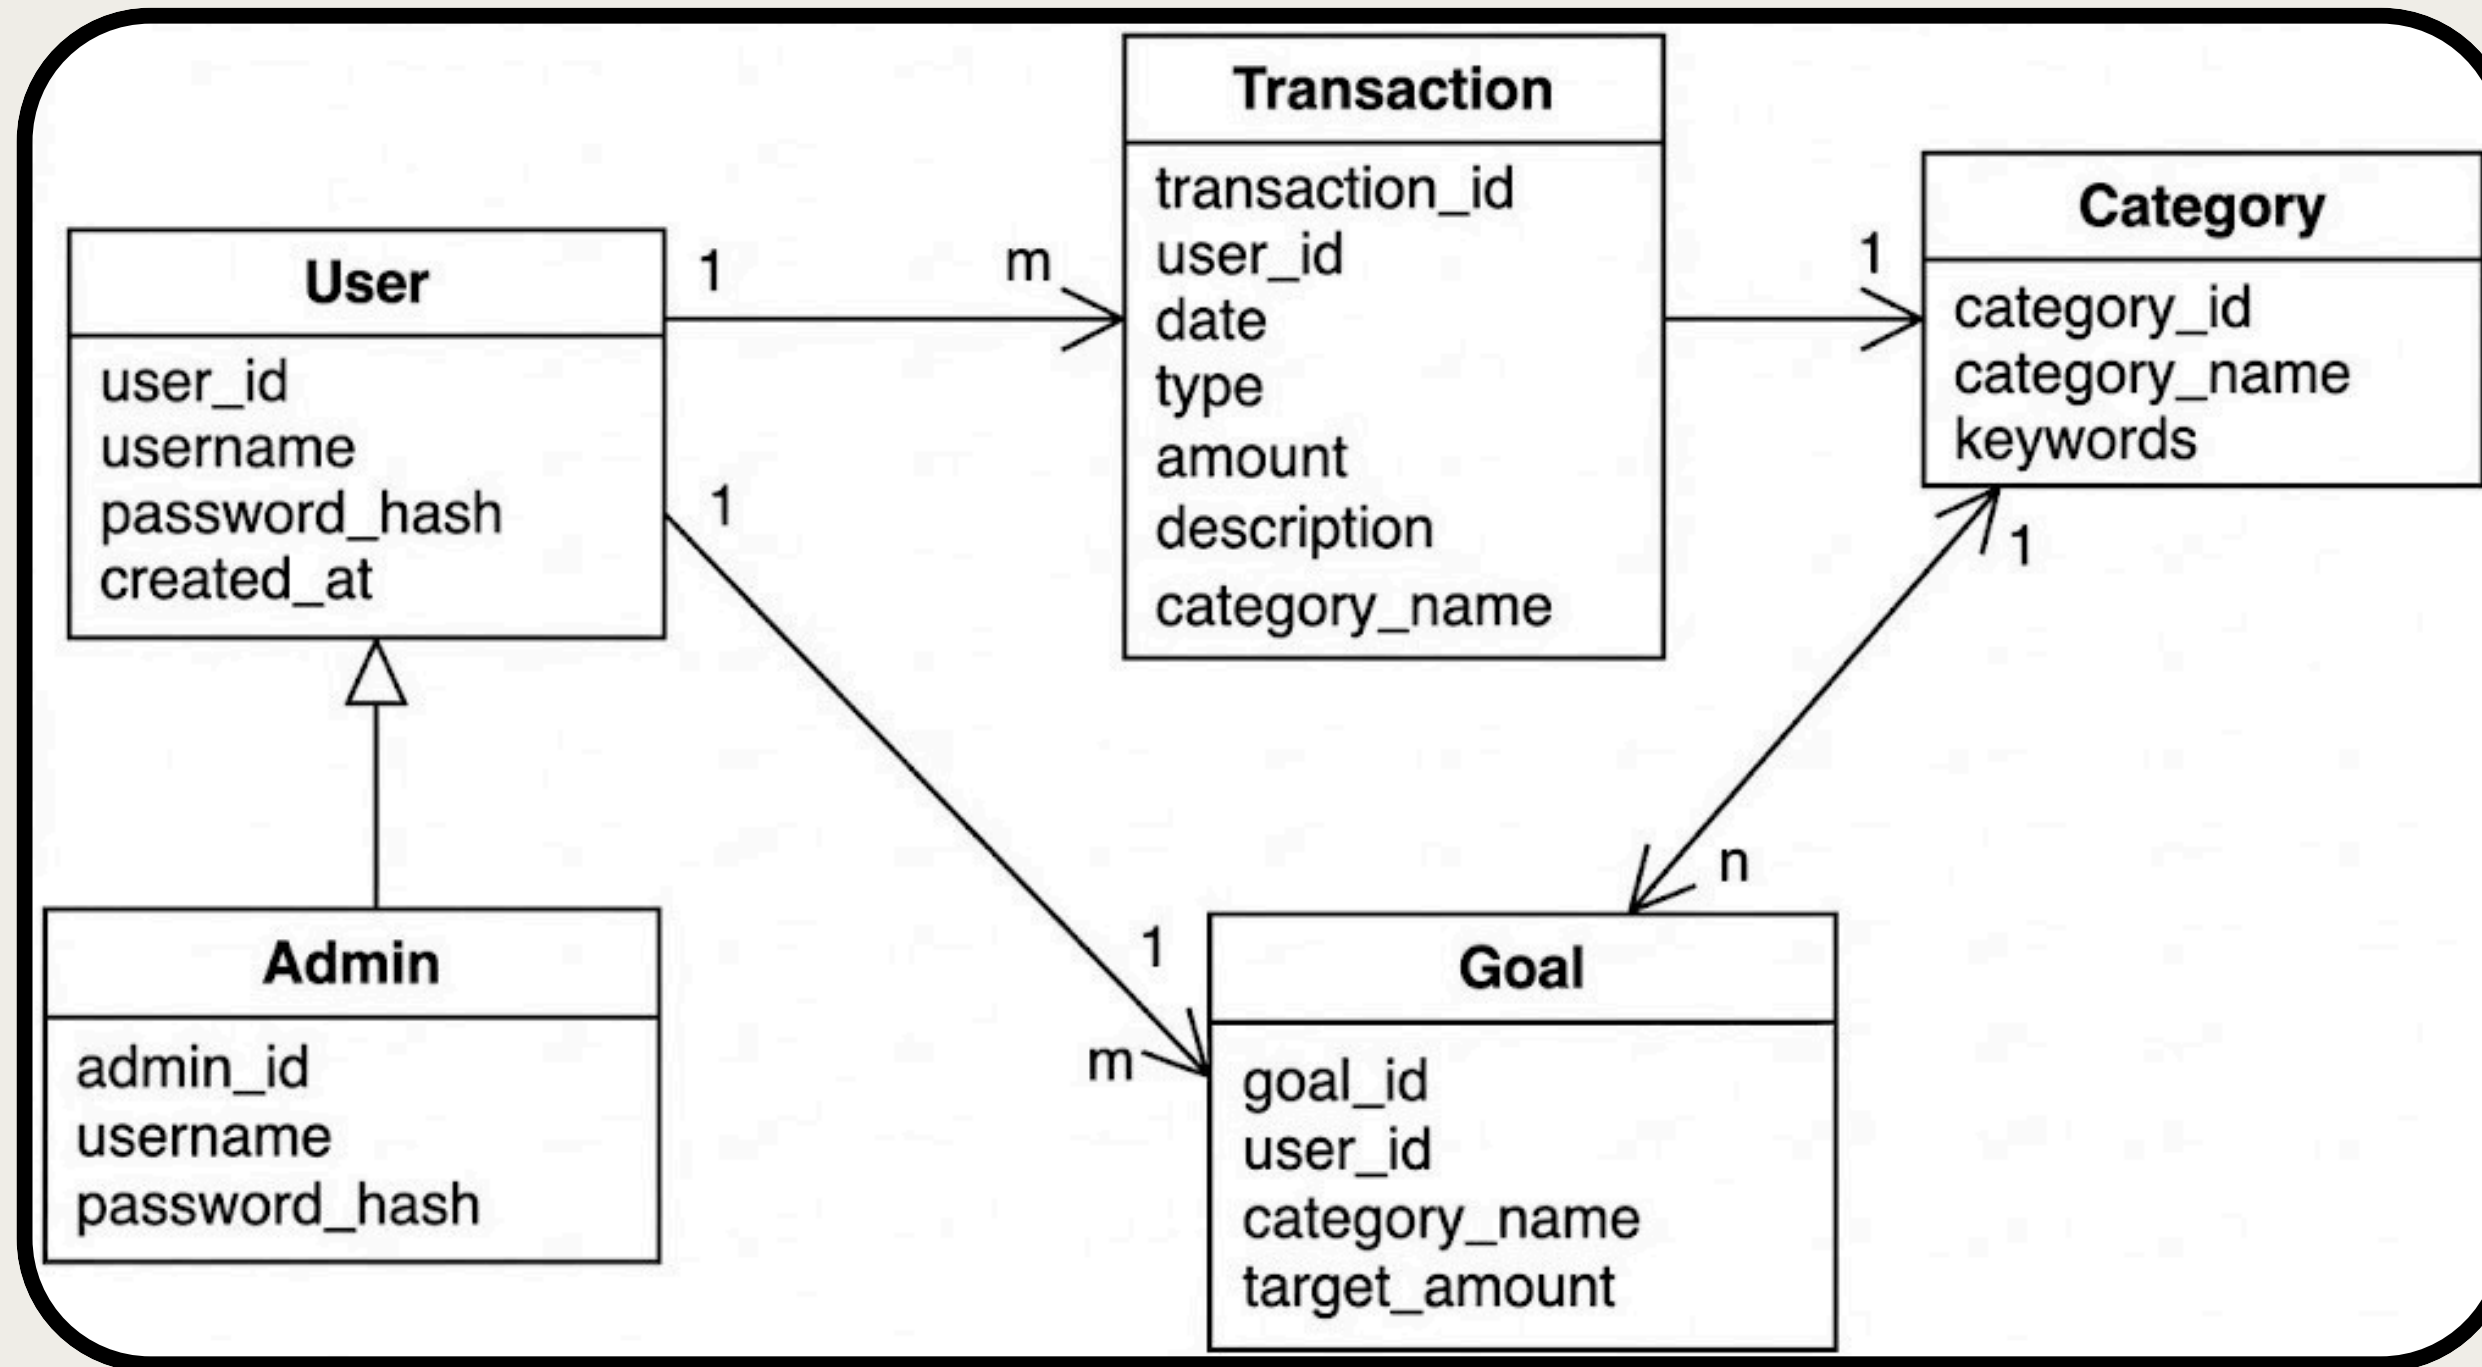 User
user_id
username
password_hash
created_at
1
m
Transaction
transaction_id
user_id
date
type
amount
description
category_name
1
Category
category_id
category_name
keywords
1
n
1
1
m
Admin
admin_id
username
password_hash
Goal
goal_id
user_id
category_name
target_amount